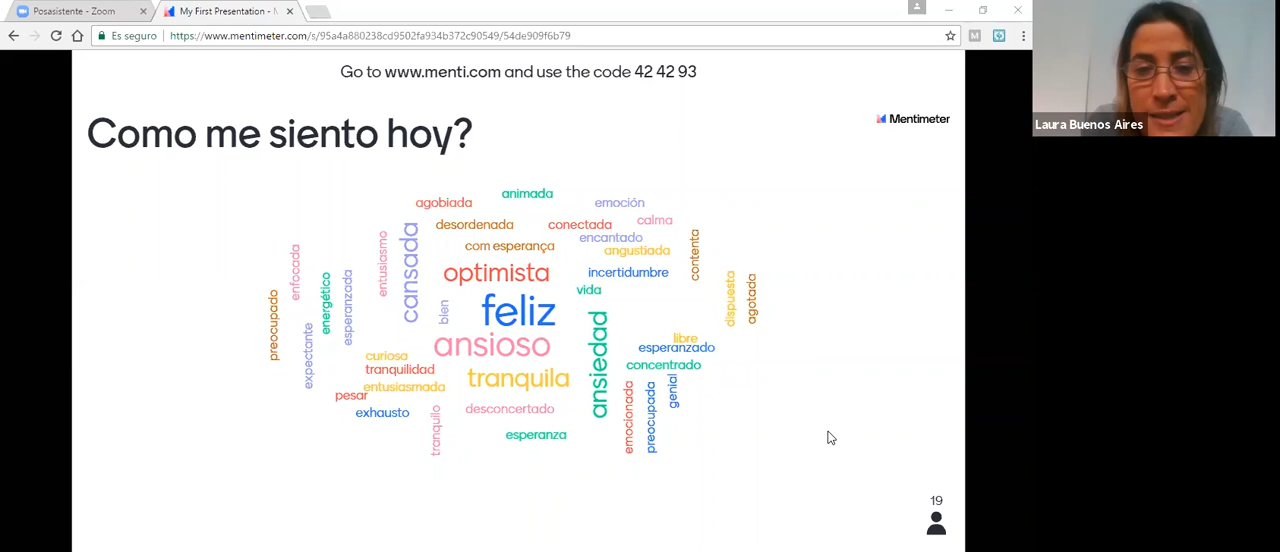 Posasistente - Zoom
My First Presentation - M
Es seguro
https://www.mentimeter.com/s/95a4a880238cd9502fa934b372c90549/54de909f6b79
Go to www.menti.com and use the code 42 42 93
Laura Buenos Aires
Mentimeter
Como me siento hoy?
animada
agobiada
emoción
desordenada
conectada
calma
com esperança
encantado
angustiada
contenta
enfocada
entusiasmo
cansada
optimista
incertidumbre
vida
preocupado
energético
esperanzada
bien
feliz
dispuesto
agotada
expectante
ansioso
ansiedad
libre
esperanzado
curiosa
tranquilidad
concentrado
entusiasmada
tranquila
pesar
exhausto
tranquilo
desconcertado
emocionada
preocupada
genial
esperanza
19